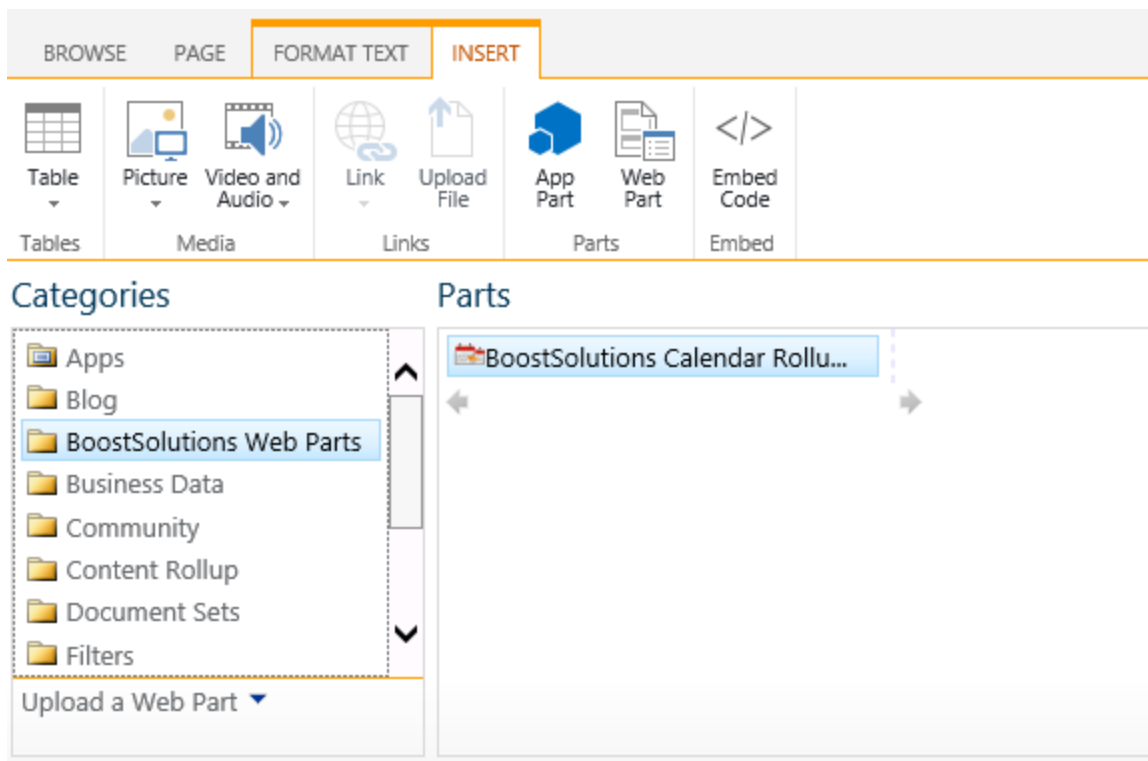 BROWSE PAGE FORMAT TEXT INSERT
Table
Picture
Video and
Audio
Link
Upload
File
App
Part
Web
Part
Embed
Code
Tables Media Links Parts Embed
Categories
Apps
Blog
BoostSolutions Web Parts
Business Data
Community
Content Rollup
Document Sets
Filters
Upload a Web Part
Parts
BoostSolutions Calendar Rollu...